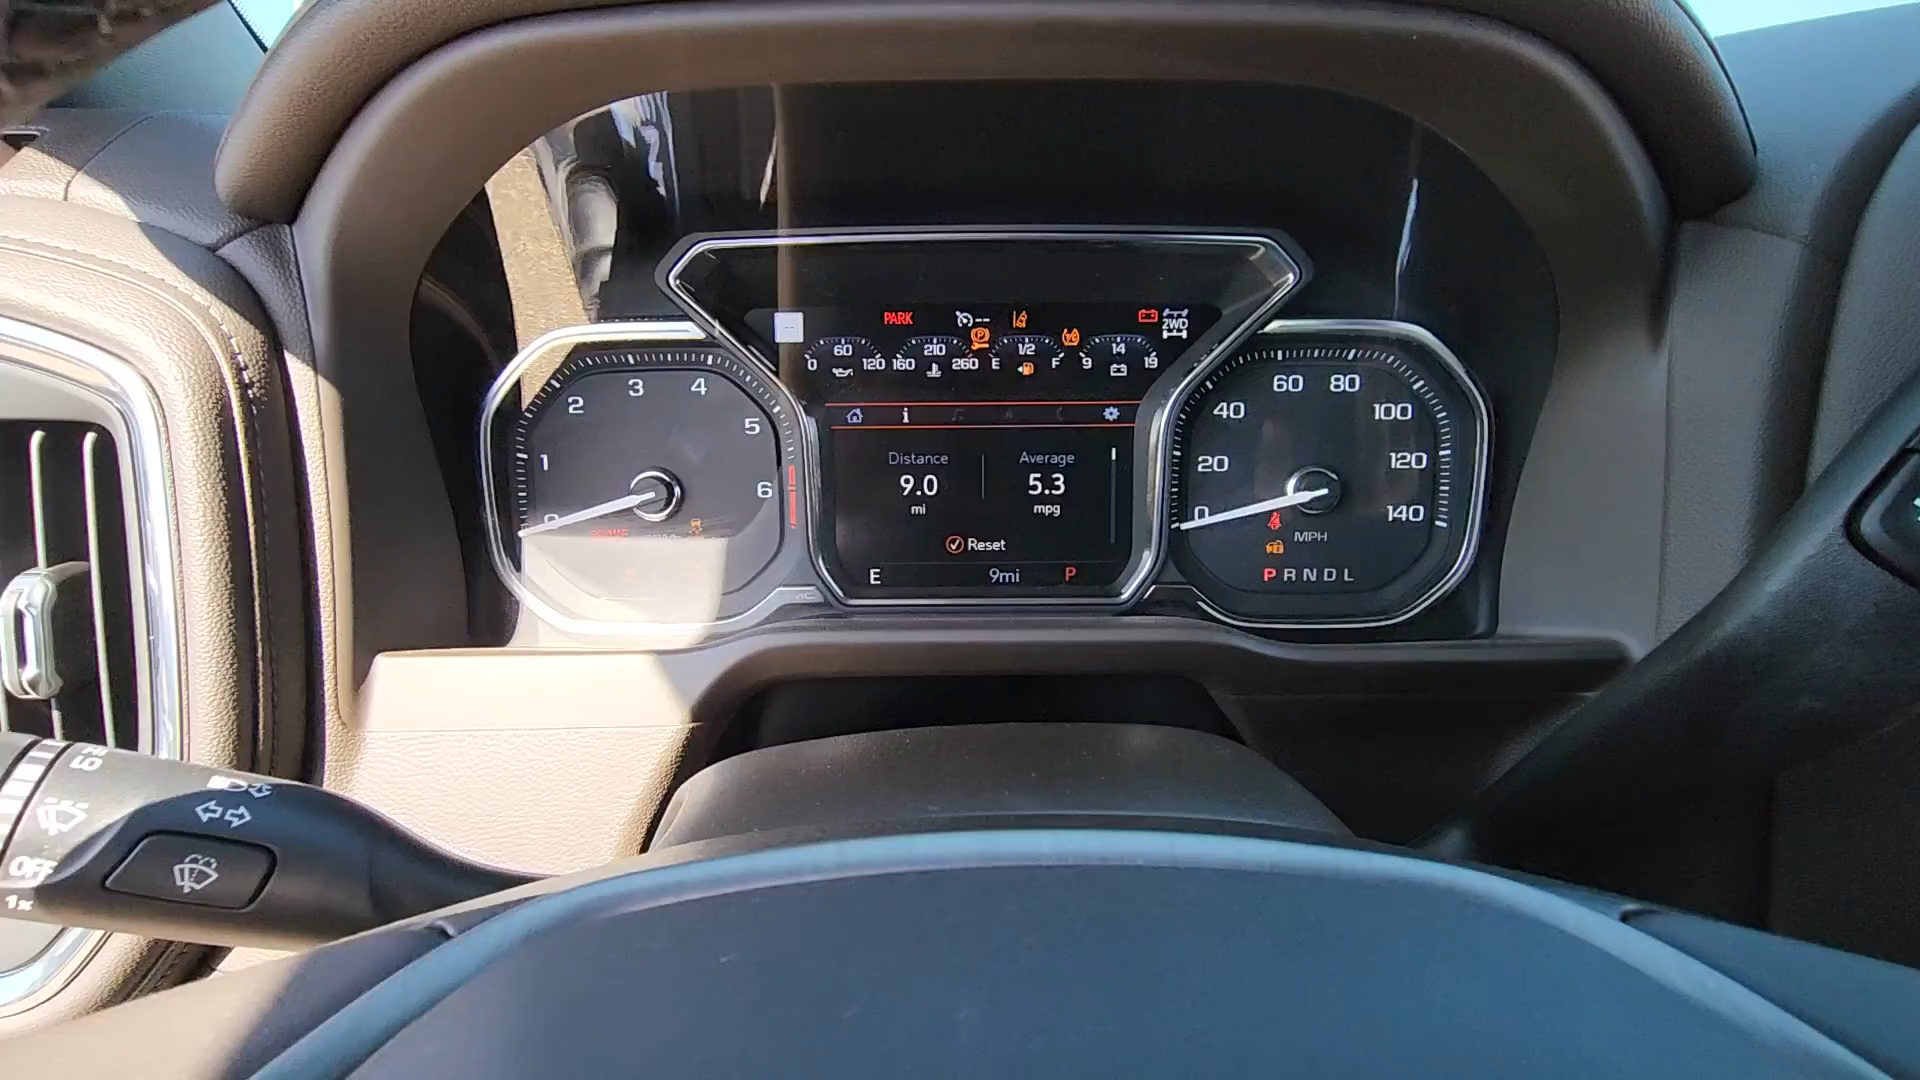 PARK
--
--
2WD
60
0 120
210
160 260
1/2
E F
14
9 19
3 4
2
5
1
6
0
60 80
40
100
20
120
0
140
Distance
9.0
mi
Average
5.3
mpg
Reset
E 9mi P
MPH
P R N D L
OFF
1x